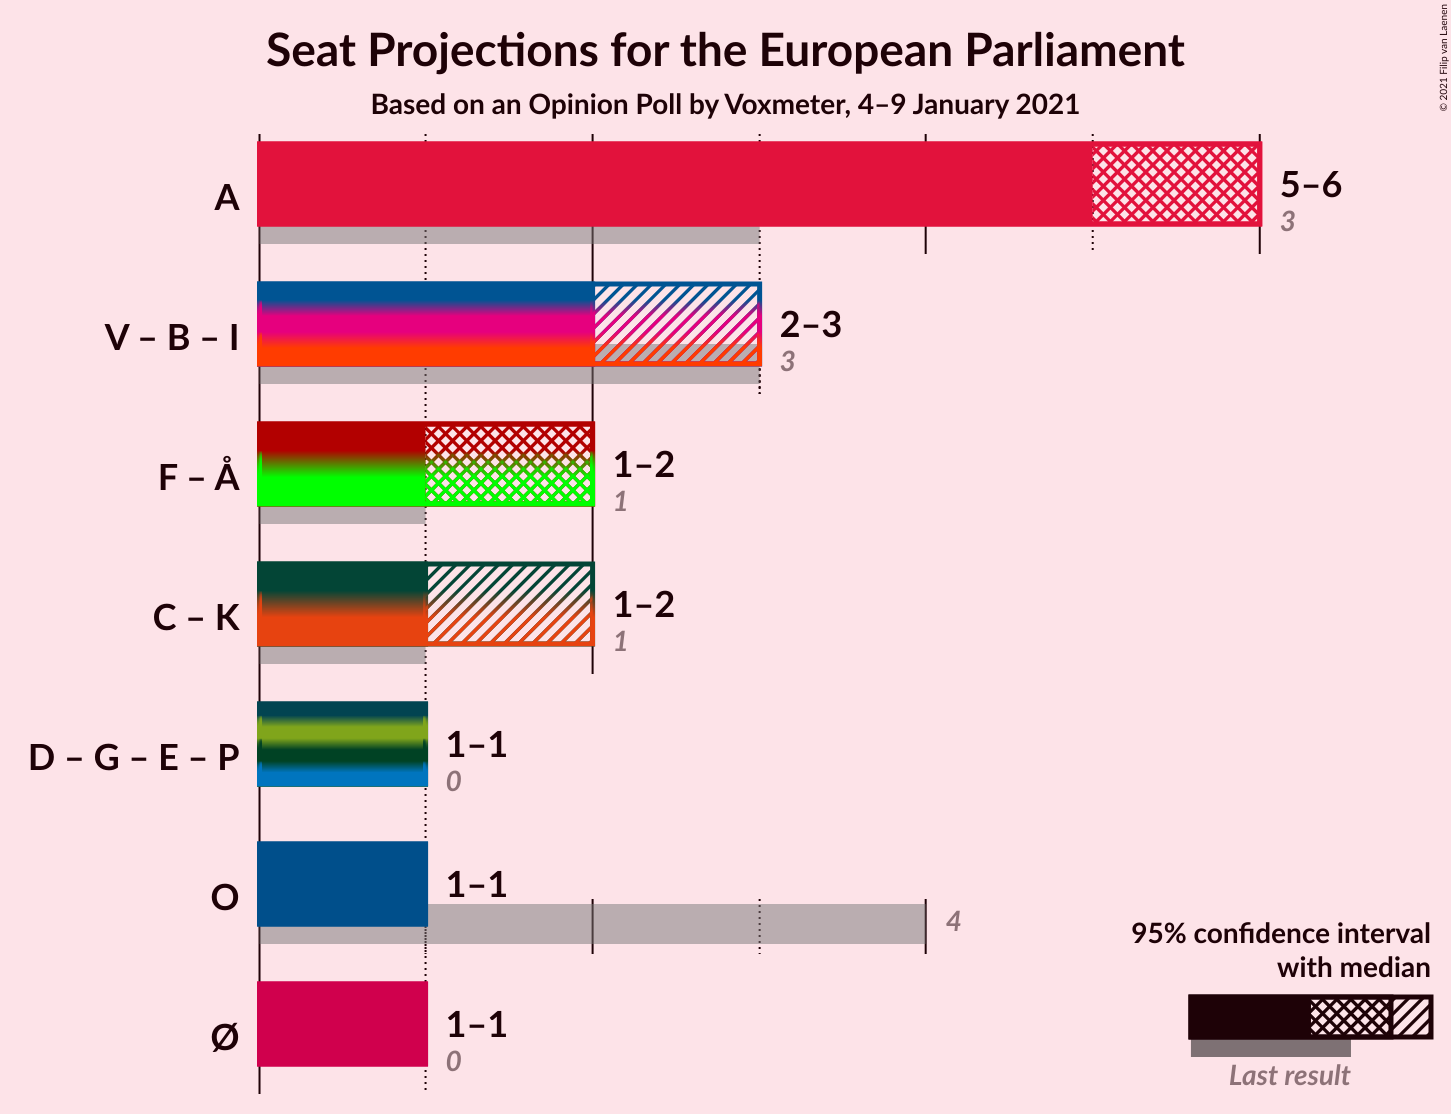 Seat Projections for the European Parliament
Based on an Opinion Poll by Voxmeter, 4–9 January 2021
© 2021 Filip van Laenen
A
5–6
3
V – B – I
2–3
3
F – Å
1–2
1
C – K
1–2
1
D – G – E – P
1–1
0
O
1–1
4
Ø
1–1
0
95% confidence interval
with median
Last result